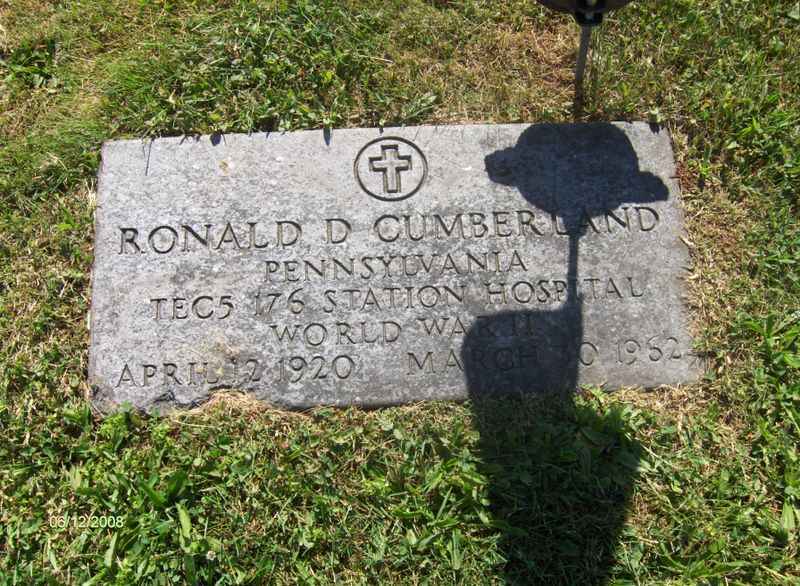 RONALD D CUMBERLAND
PENNSYLVANIA
TEC5 176 STATION HOSPITAL
WORLD WAR II
APRIL 12 1920 MARCH 30 1962
06/12/2008